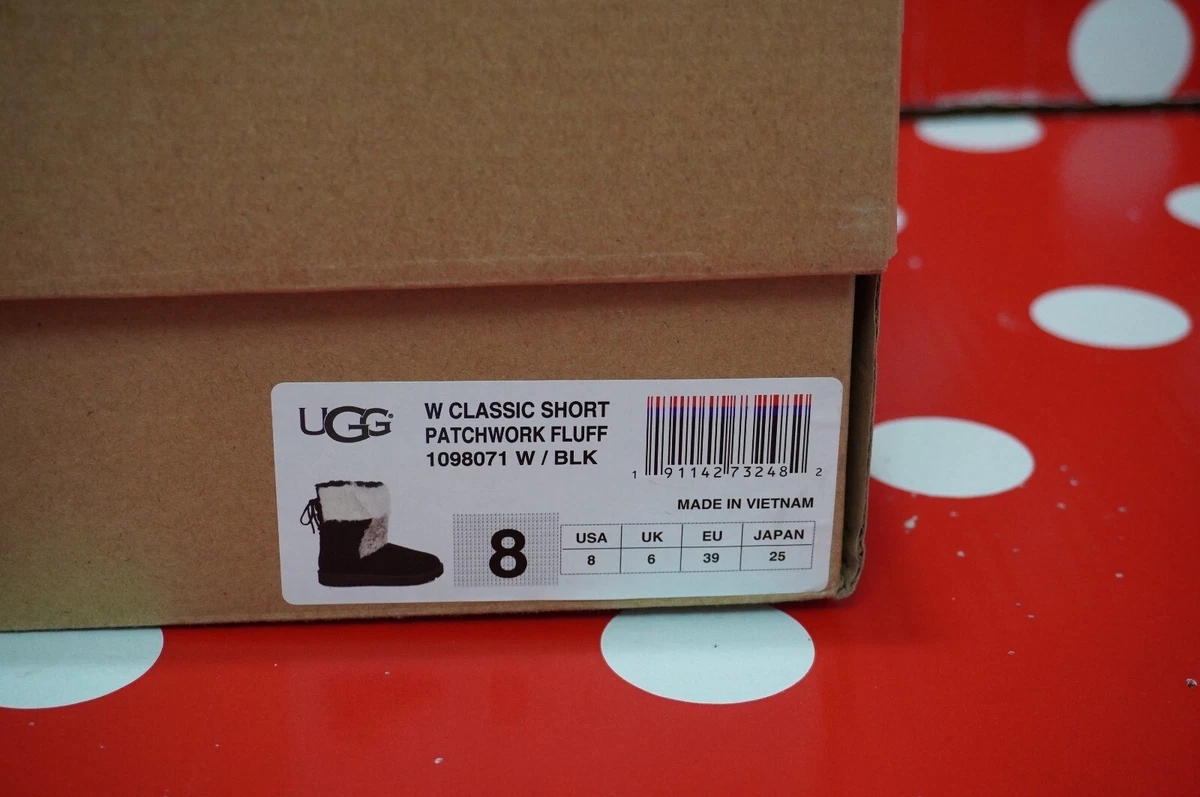 UGG®
W CLASSIC SHORT
PATCHWORK FLUFF
1098071 W / BLK
1 91142 73248 2
MADE IN VIETNAM
8
USA UK EU JAPAN
8 6 39 25